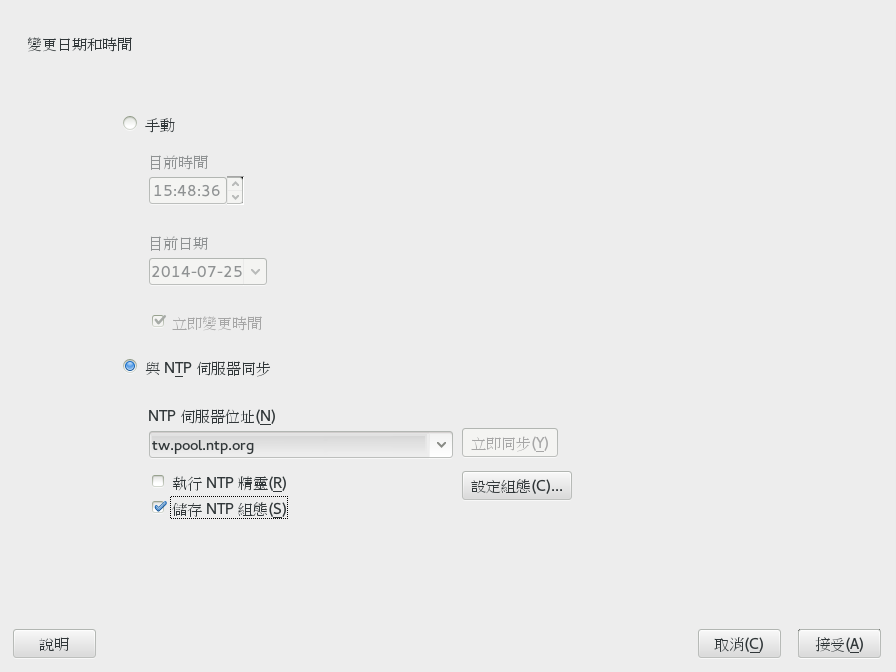 變更日期和時間
手動
目前時間
15:48:36
目前日期
2014-07-25
立即變更時間
與 NTP 伺服器同步
NTP 伺服器位址(N)
tw.pool.ntp.org
立即同步(Y)
執行 NTP 精靈(R)
設定組態(C)...
儲存 NTP 組態(S)
說明
取消(C)
接受(A)